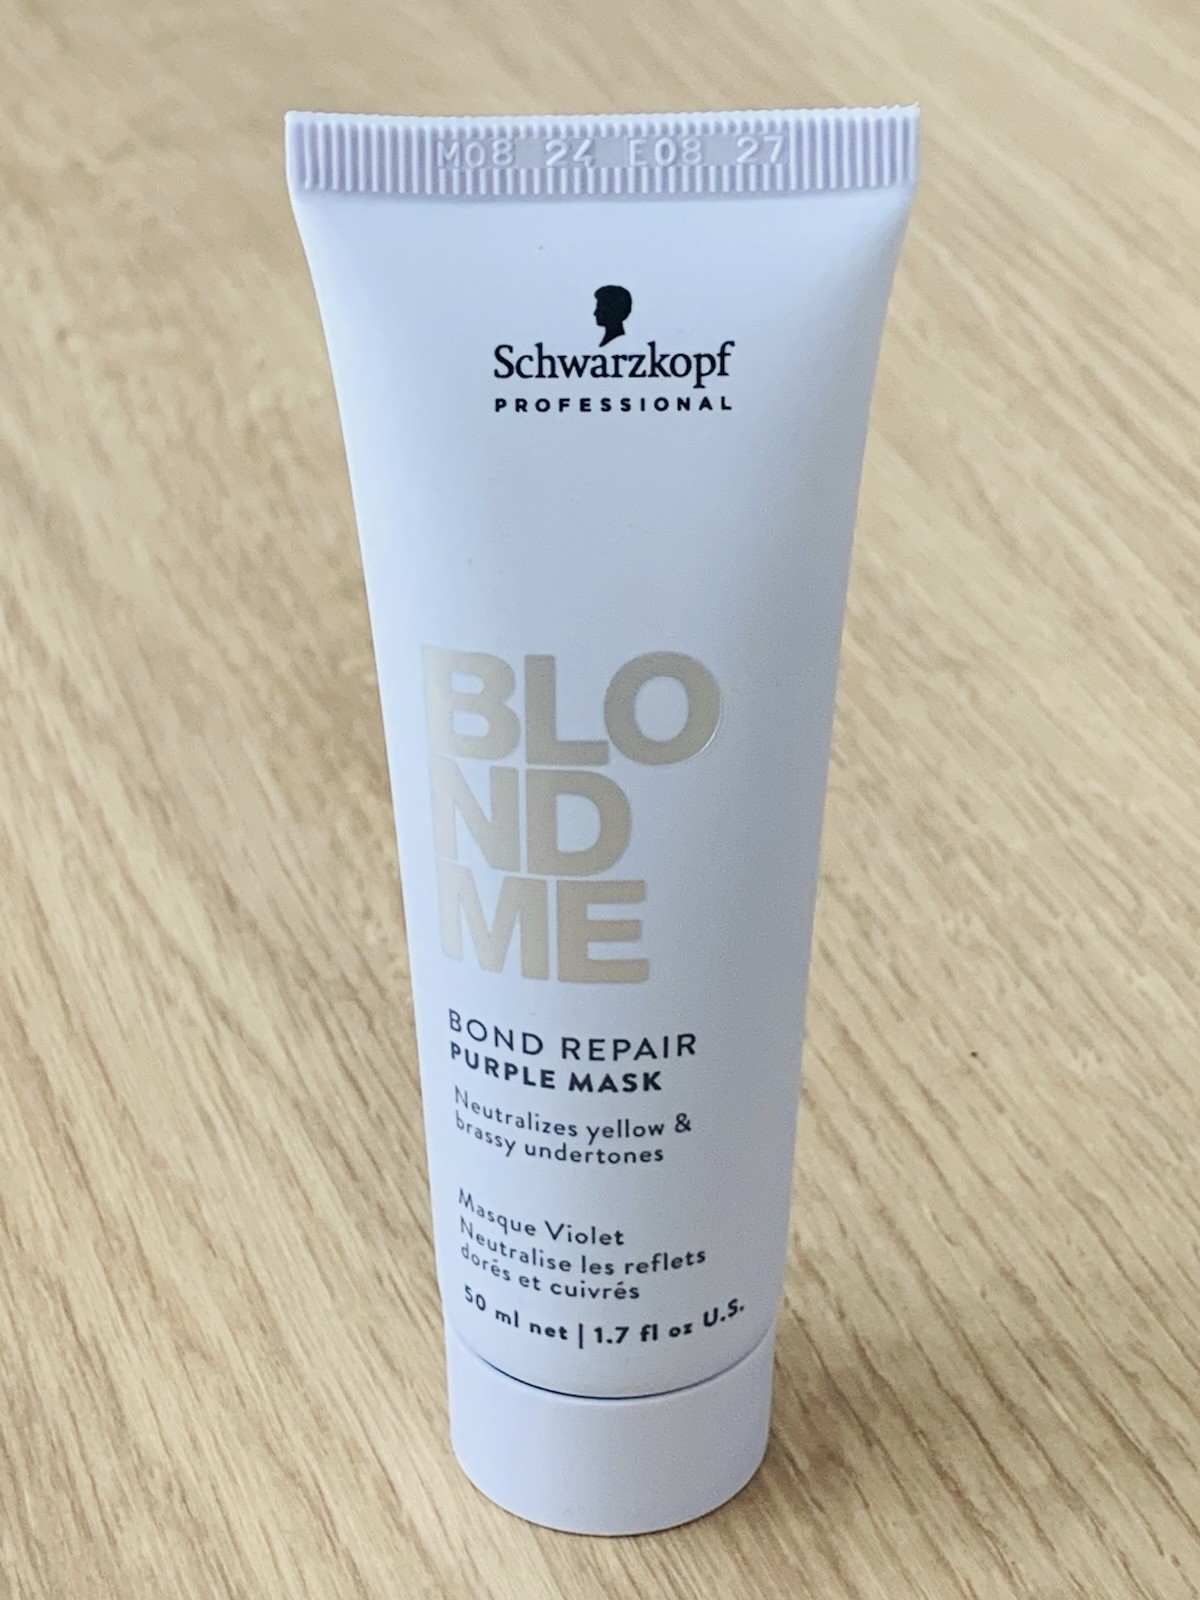 M08 24 E08 27
Schwarzkopf
PROFESSIONAL
BLO
ND
ME
BOND REPAIR
PURPLE MASK
Neutralizes yellow &
brassy undertones
Masque Violet
Neutralise les reflets
dorés et cuivrés
50 ml net | 1.7 fl oz U.S.